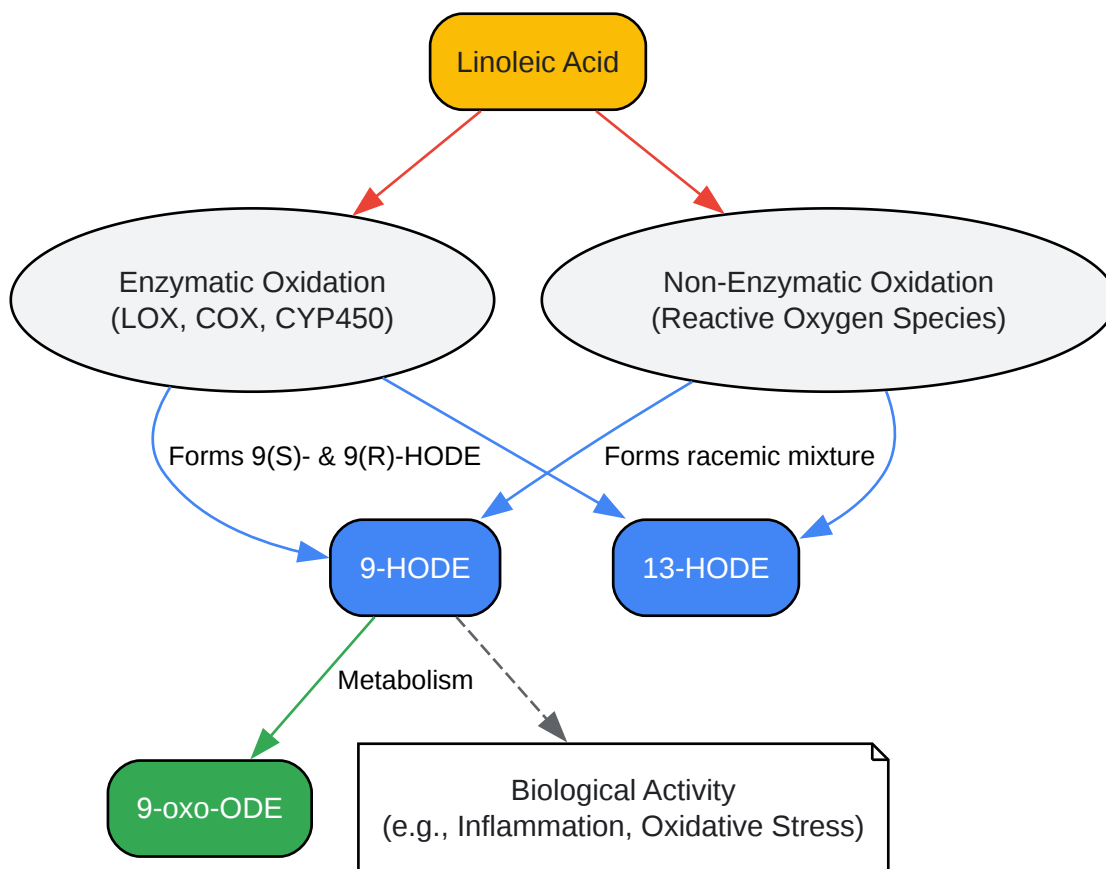 Linoleic Acid
Enzymatic Oxidation
(LOX, COX, CYP450)
Non-Enzymatic Oxidation
(Reactive Oxygen Species)
Forms 9(S)- & 9(R)-HODE
Forms racemic mixture
9-HODE
13-HODE
Metabolism
9-oxo-ODE
Biological Activity
(e.g., Inflammation, Oxidative Stress)